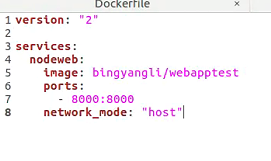 Dockerfile ×
1 version: "2"
2
3 services:
4   nodeweb:
5     image: bingyangli/webapptest
6     ports:
7       - 8000:8000
8     network_mode: "host"